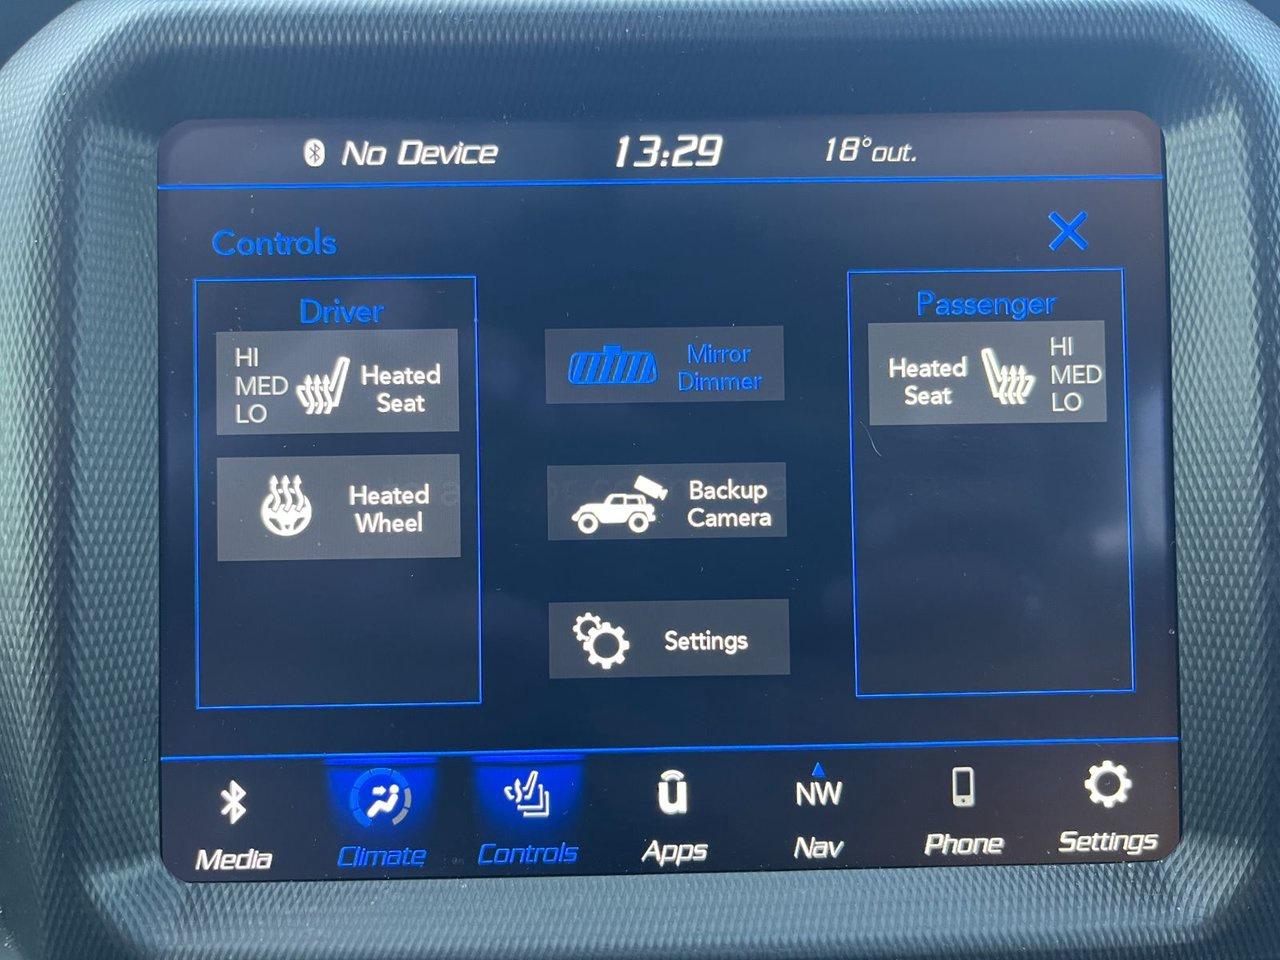 No Device
13:29
18°out.
Controls
Driver
HI
MED
LO
Heated
Seat
Heated
Wheel
Mirror
Dimmer
Backup
Camera
Settings
Passenger
Heated
Seat
HI
MED
LO
Media
Climate
Controls
u
Apps
NW
Nav
Phone
Settings